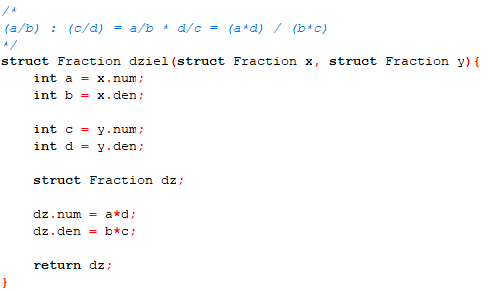 /*
(a/b) : (c/d) = a/b * d/c = (a*d) / (b*c)
*/
struct Fraction dziel(struct Fraction x, struct Fraction y){
    int a = x.num;
    int b = x.den;

    int c = y.num;
    int d = y.den;

    struct Fraction dz;

    dz.num = a*d;
    dz.den = b*c;

    return dz;
}